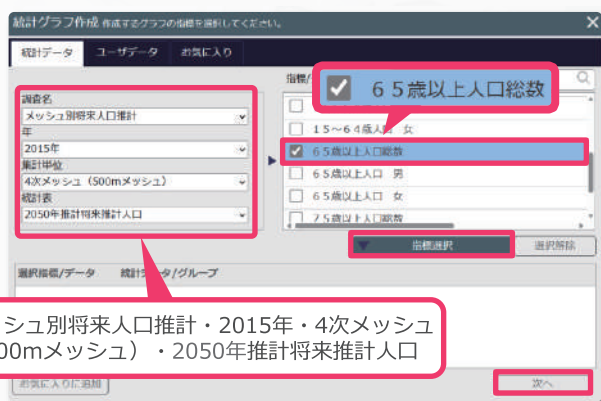 統計グラフ作成 作成するグラフの指標を選択してください。
統計データ ユーザデータ お気に入り
指標/
調査名
メッシュ別将来人口推計
年
2015年
集計単位
4次メッシュ（500mメッシュ）
統計表
2050年推計将来推計人口
６５歳以上人口総数
１５～６４歳人口 女
６５歳以上人口総数
６５歳以上人口 男
６５歳以上人口 女
７５歳以上人口総数
指標選択 選択解除
選択指標/データ 統計データ/グループ
シュ別将来人口推計・2015年・4次メッシュ
00mメッシュ）・2050年推計将来推計人口
お気に入りに追加 次へ